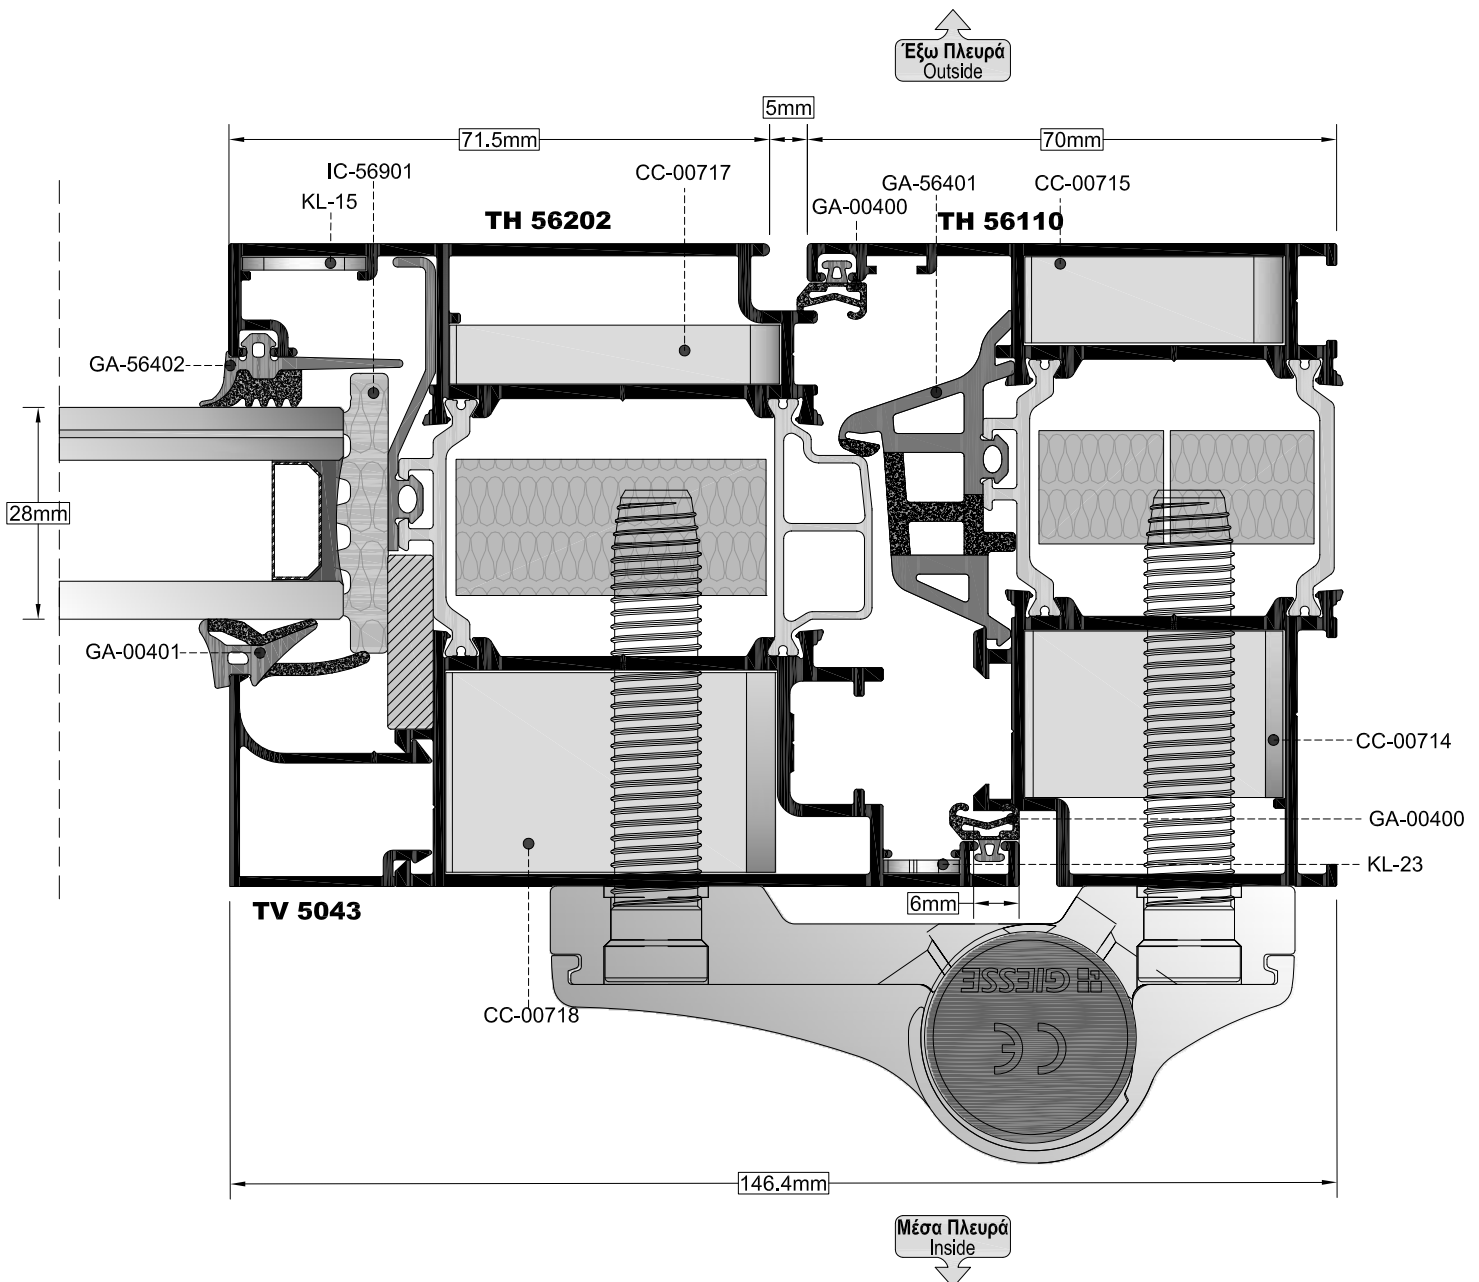 Έξω Πλευρά
Outside
5mm
71.5mm
70mm
IC-56901
CC-00717
GA-56401
CC-00715
KL-15
GA-00400
TH 56202
TH 56110
GA-56402
28mm
GA-00401
CC-00714
GA-00400
KL-23
6mm
TV 5043
GIESSE
CE
CC-00718
146.4mm
Μέσα Πλευρά
Inside